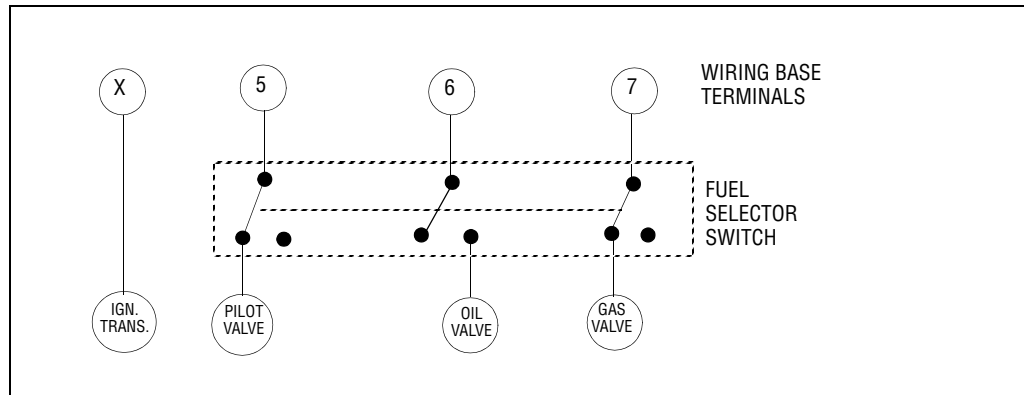 X
5
6
7
WIRING BASE
TERMINALS
FUEL
SELECTOR
SWITCH
IGN.
TRANS.
PILOT
VALVE
OIL
VALVE
GAS
VALVE